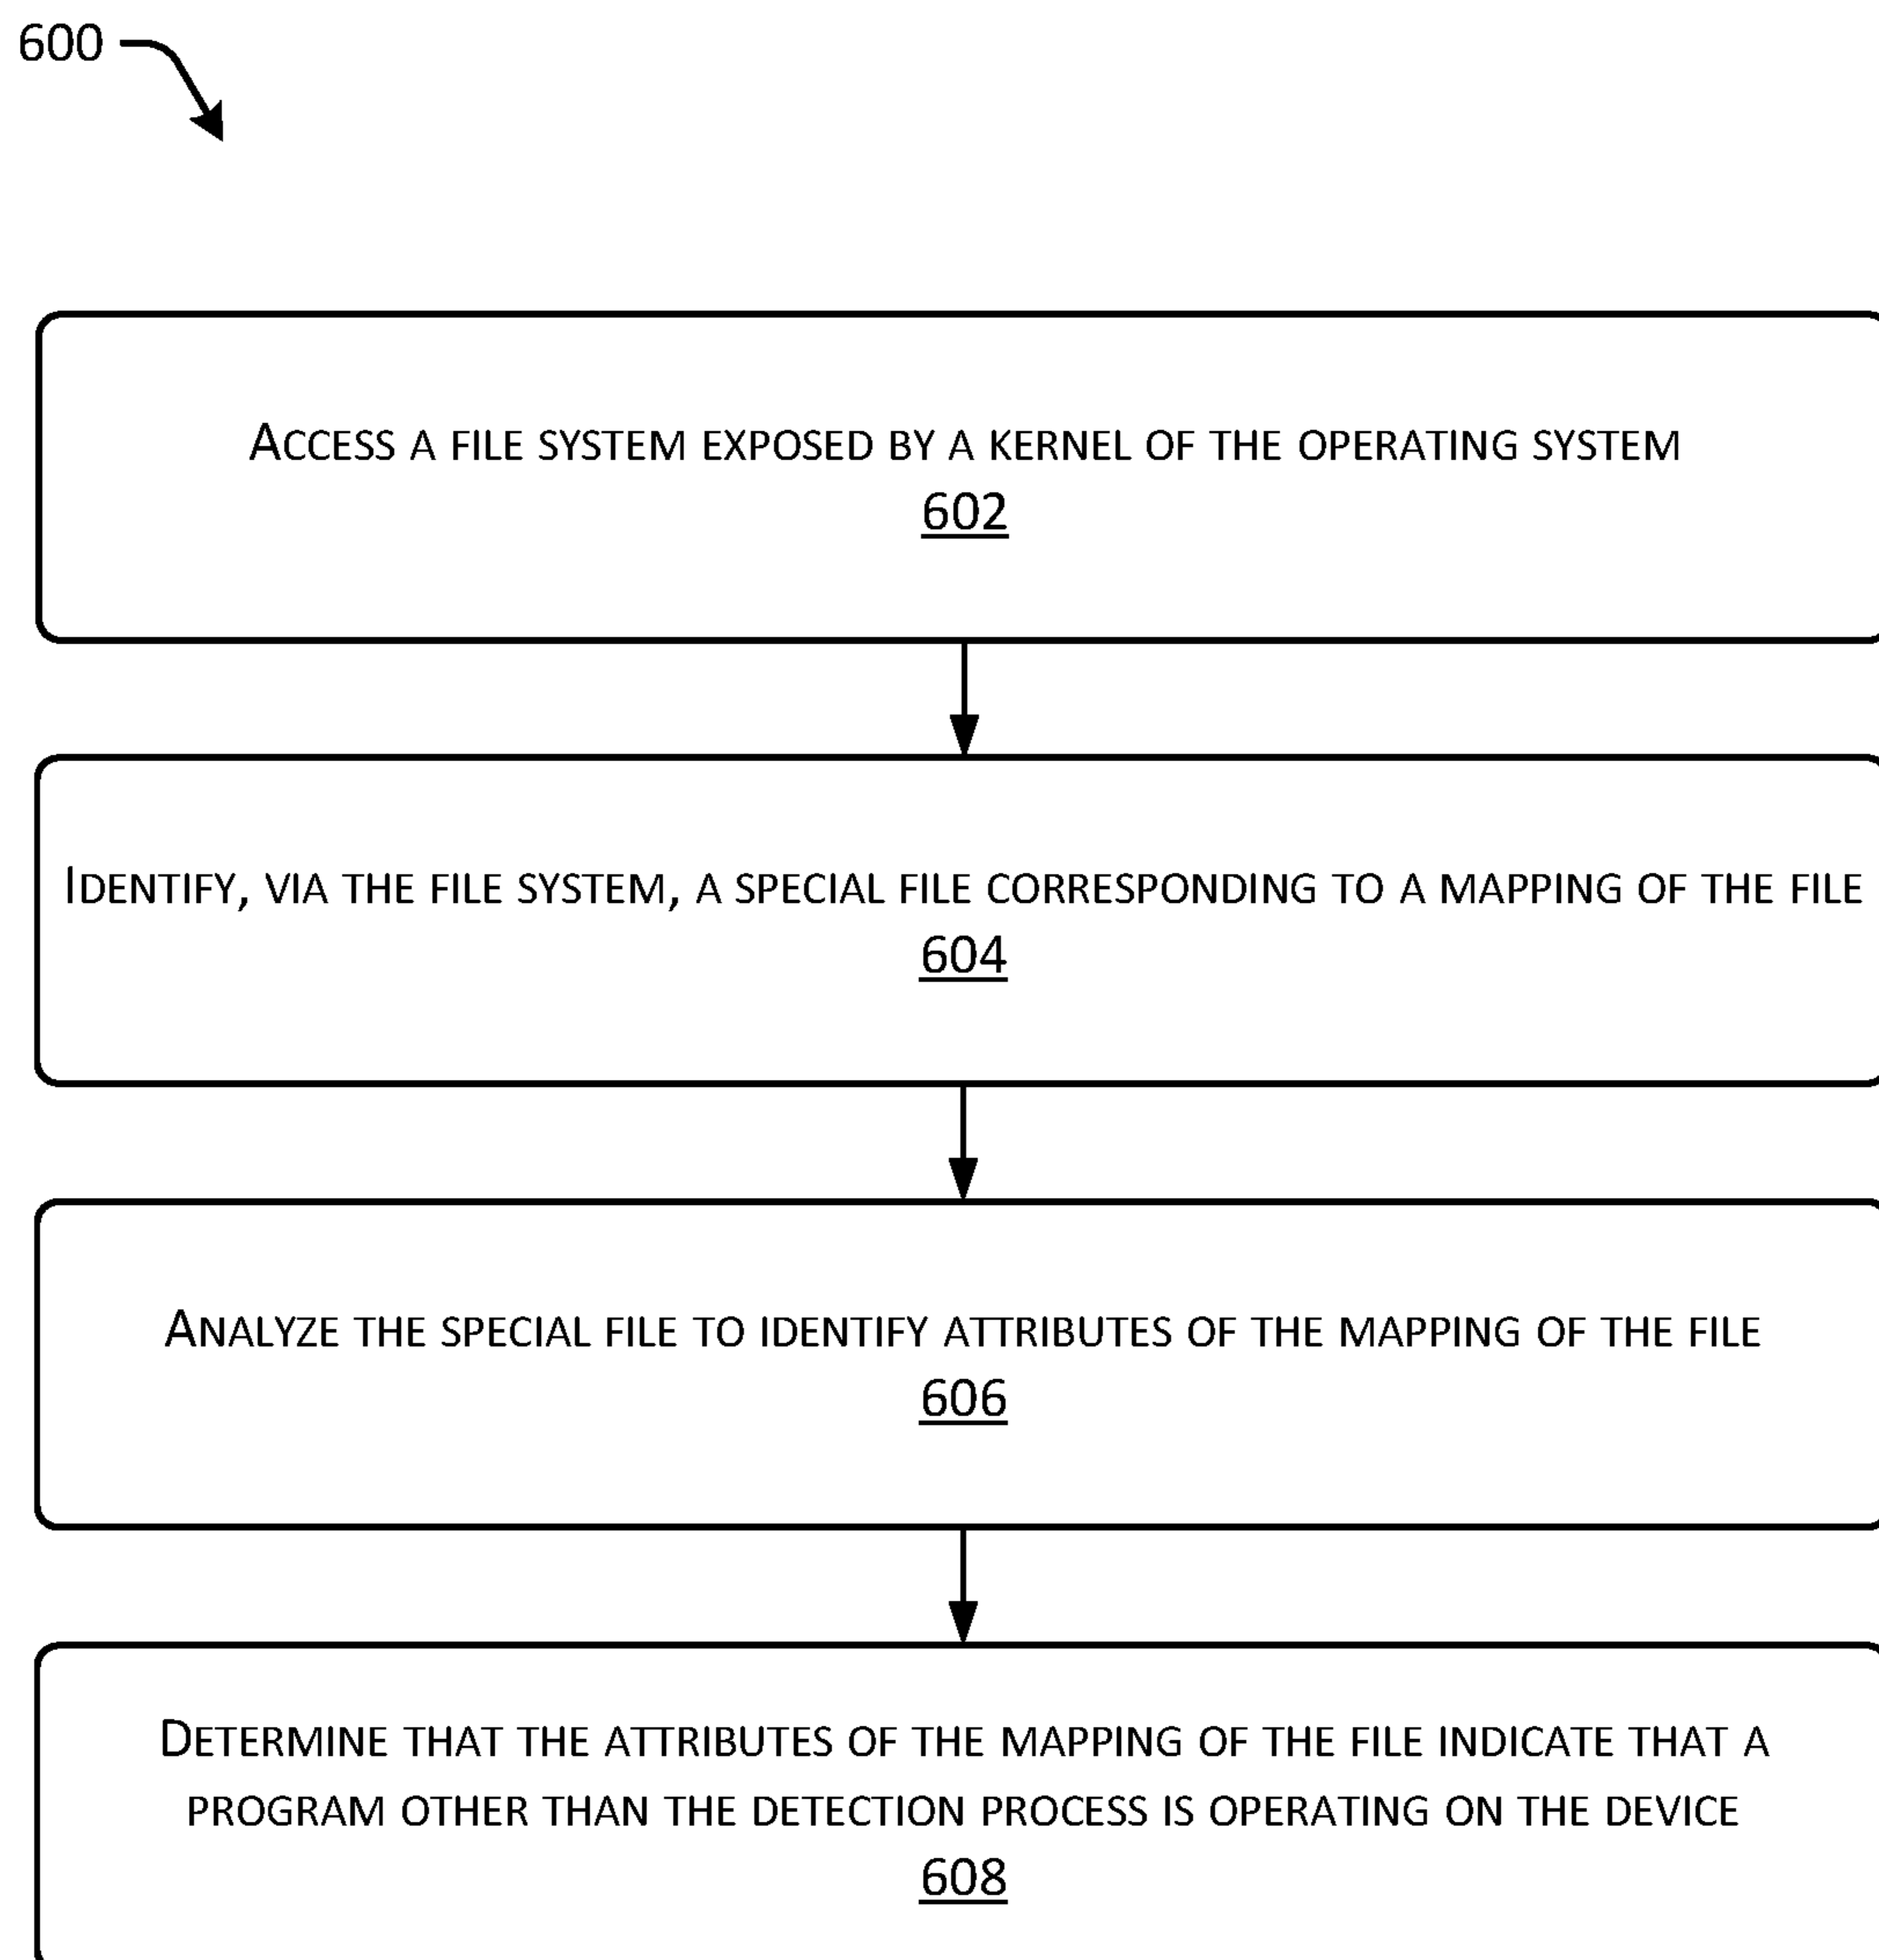 600
ACCESS A FILE SYSTEM EXPOSED BY A KERNEL OF THE OPERATING SYSTEM
602
IDENTIFY, VIA THE FILE SYSTEM, A SPECIAL FILE CORRESPONDING TO A MAPPING OF THE FILE
604
ANALYZE THE SPECIAL FILE TO IDENTIFY ATTRIBUTES OF THE MAPPING OF THE FILE
606
DETERMINE THAT THE ATTRIBUTES OF THE MAPPING OF THE FILE INDICATE THAT A
PROGRAM OTHER THAN THE DETECTION PROCESS IS OPERATING ON THE DEVICE
608